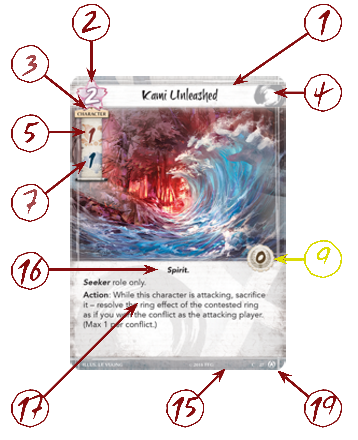 2
1
Kami Unleashed
2
3
4
CHARACTER
5
1
1
7
0
9
16
Spirit.
Seeker role only.
Action: While this character is attacking, sacrifice
it – resolve the ring effect of the contested ring
as if you won the conflict as the attacking player.
(Max 1 per conflict.)
17
15
19